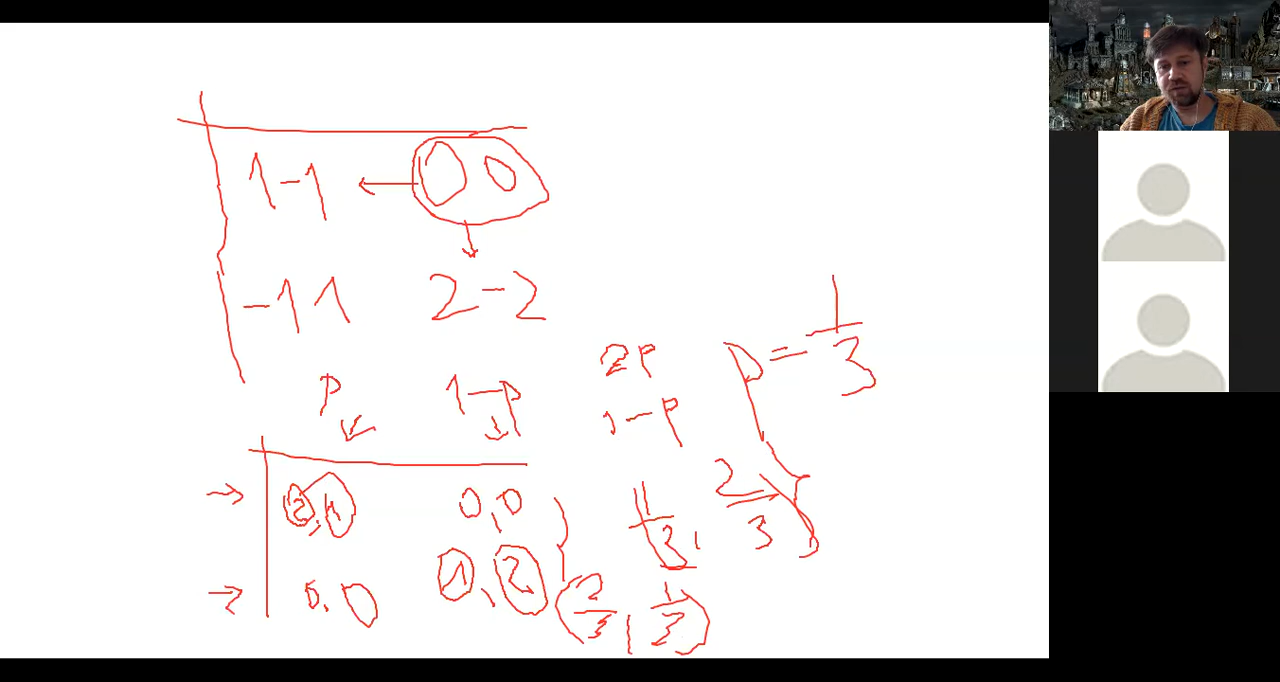 1-1 0 0
-1 1 2-2
2p
p 1-p
1-p
p = 1/3
2,1 0,0
0,0 1,2
1/3, 2/3
(2/3, 1/3)